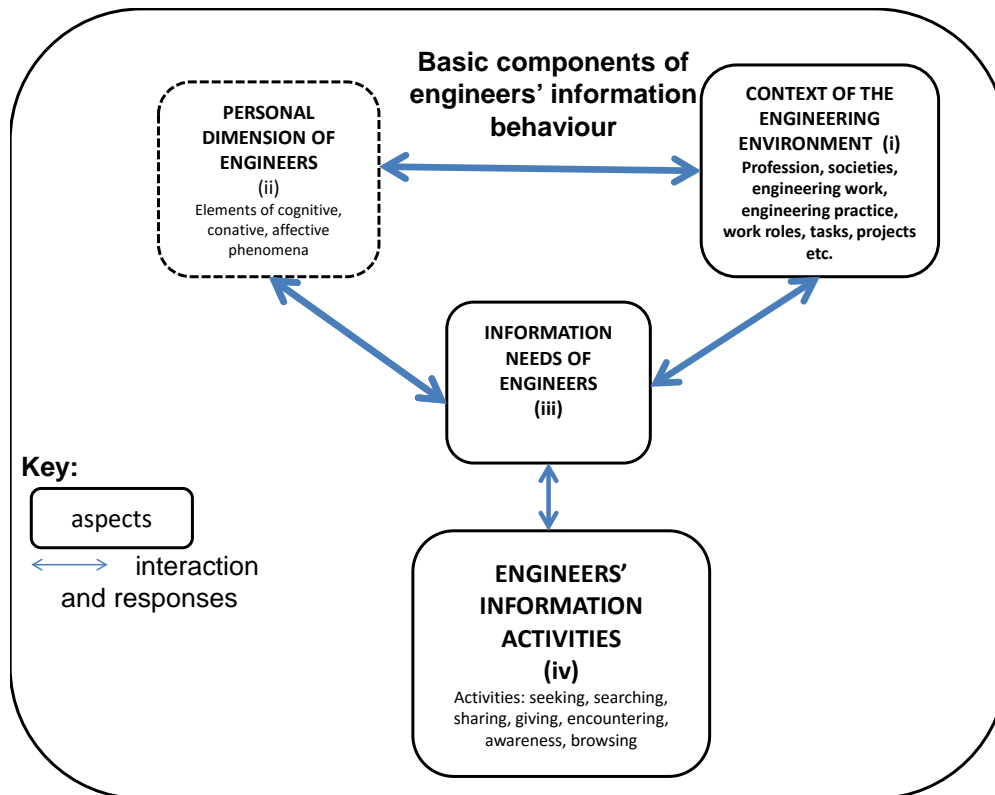 Basic components of
engineers' information
behaviour
PERSONAL
DIMENSION OF
ENGINEERS
(ii)
Elements of cognitive,
conative, affective
phenomena
CONTEXT OF THE
ENGINEERING
ENVIRONMENT (i)
Profession, societies,
engineering work,
engineering practice,
work roles, tasks, projects
etc.
INFORMATION
NEEDS OF
ENGINEERS
(iii)
Key:
aspects
interaction
and responses
ENGINEERS'
INFORMATION
ACTIVITIES
(iv)
Activities: seeking, searching,
sharing, giving, encountering,
awareness, browsing